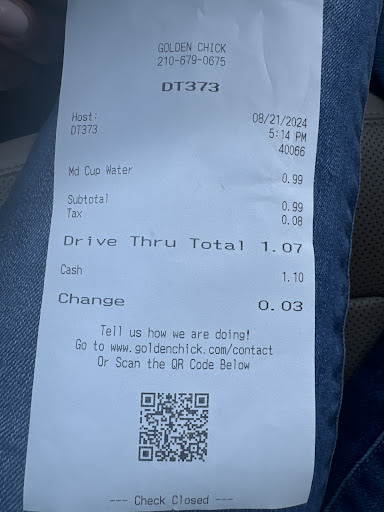 GOLDEN CHICK
210-679-0675
DT373
Host: 08/21/2024
DT373 5:14 PM
40066
Md Cup Water 0.99
Subtotal 0.99
Tax 0.08
Drive Thru Total 1.07
Cash 1.10
Change 0.03
Tell us how we are doing!
Go to www.goldenchick.com/contact
Or Scan the QR Code Below
--- Check Closed ---